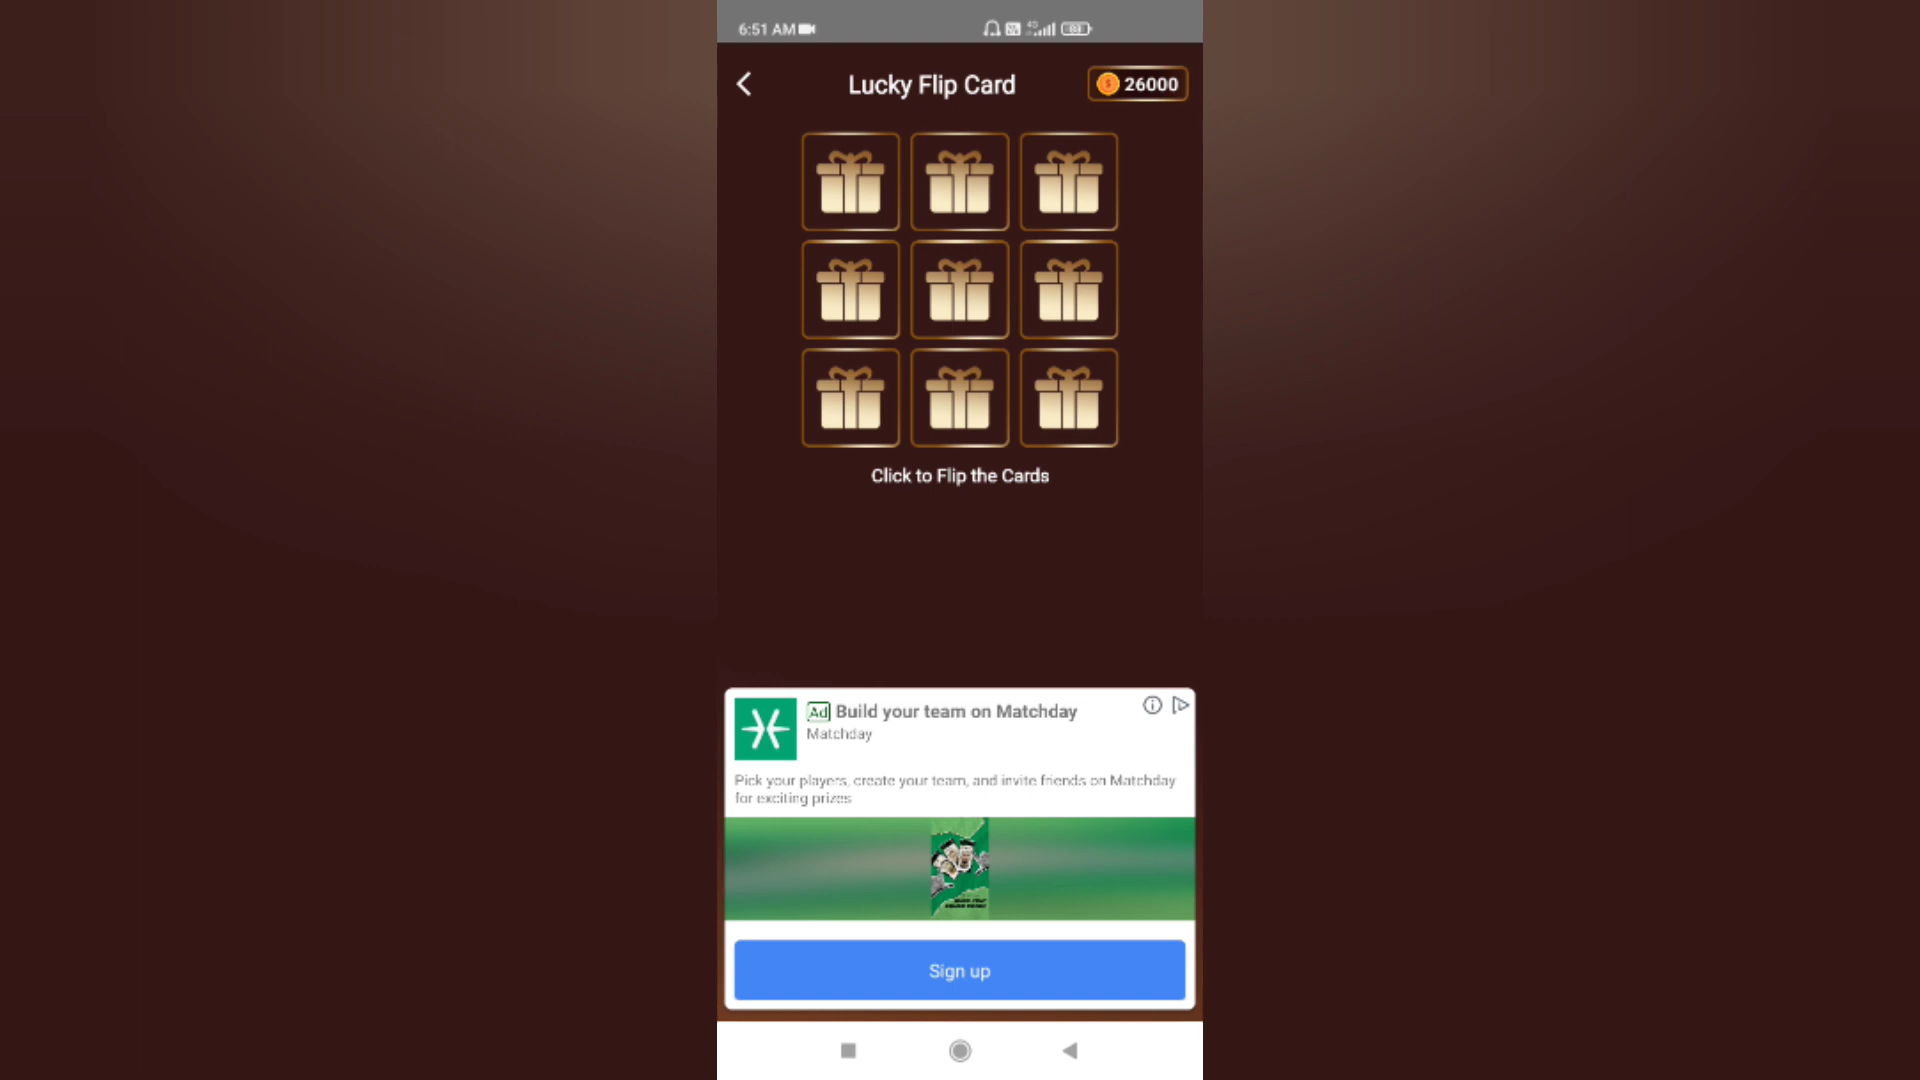 6:51 AM
Lucky Flip Card
26000
Click to Flip the Cards
Ad Build your team on Matchday
Matchday
Pick your players, create your team, and invite friends on Matchday
for exciting prizes
Sign up